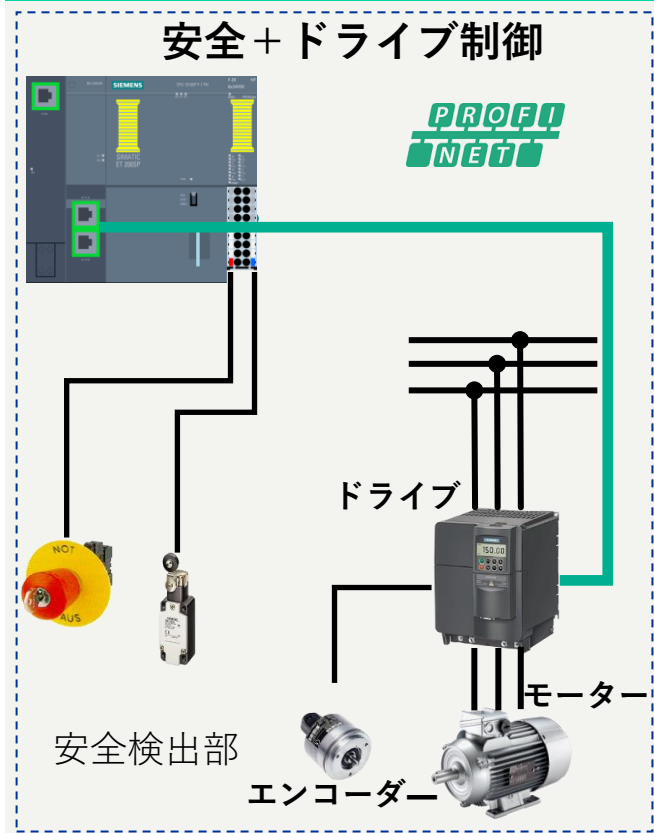 安全＋ドライブ制御
SIEMENS
SIMATIC
ET 200SP
PROFI
NET
ドライブ
150.00
NOT
AUS
モーター
安全検出部
エンコーダー